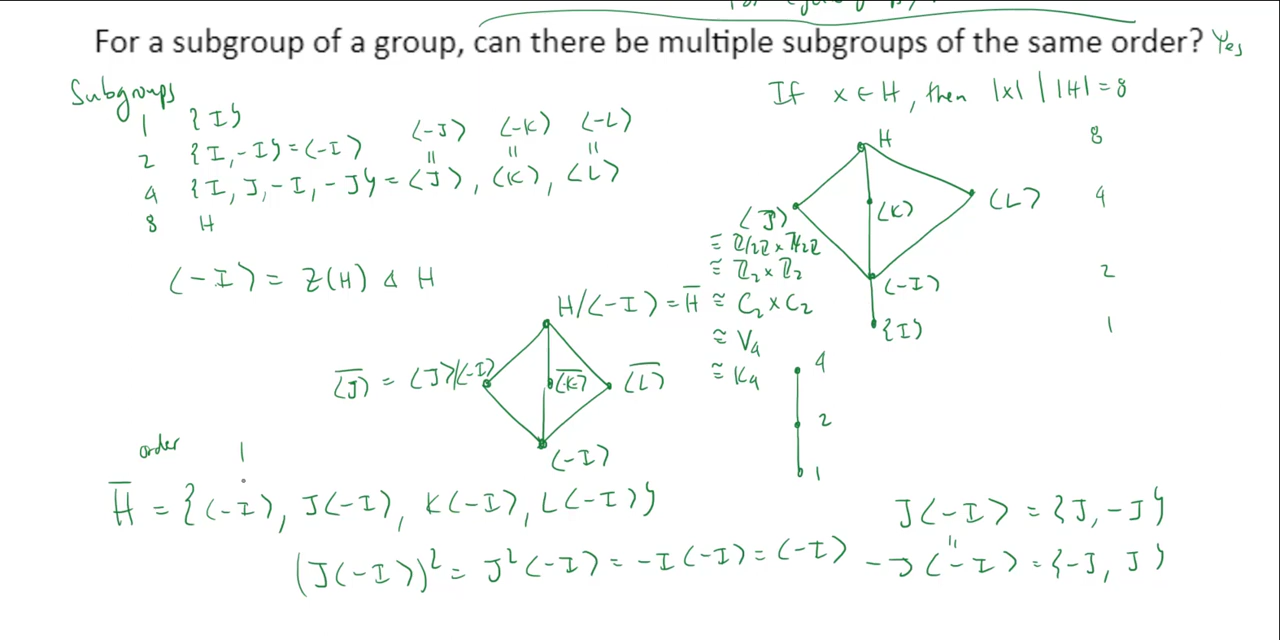 For a subgroup of a group, can there be multiple subgroups of the same order? Yes
Subgroups
1 {I}
2 {I, -I} = ⟨-I⟩ ⟨-J⟩ ⟨-K⟩ ⟨-L⟩
= = =
4 {I, J, -I, -J} = ⟨J⟩, ⟨K⟩, ⟨L⟩
8 H
⟨-I⟩ = Z(H) ⊲ H
If x ∈ H, then |x| | |H| = 8
H 8
⟨J⟩ ⟨K⟩ ⟨L⟩ 4
⟨-I⟩ 2
{I} 1
H/⟨-I⟩ = H̅ ≅ C₂ × C₂
≅ Z/2Z × Z/2Z
≅ Z₂ × Z₂
≅ V₄
≅ K₄
4
2
1
⟨J⟩̅ = ⟨J⟩/⟨-I⟩ ⟨K⟩̅ ⟨L⟩̅
⟨-I⟩
order 1
H̅ = {⟨-I⟩, J⟨-I⟩, K⟨-I⟩, L⟨-I⟩}
J⟨-I⟩ = {J, -J}
=
(J⟨-I⟩)² = J²⟨-I⟩ = -I⟨-I⟩ = ⟨-I⟩
-J⟨-I⟩ = {-J, J}